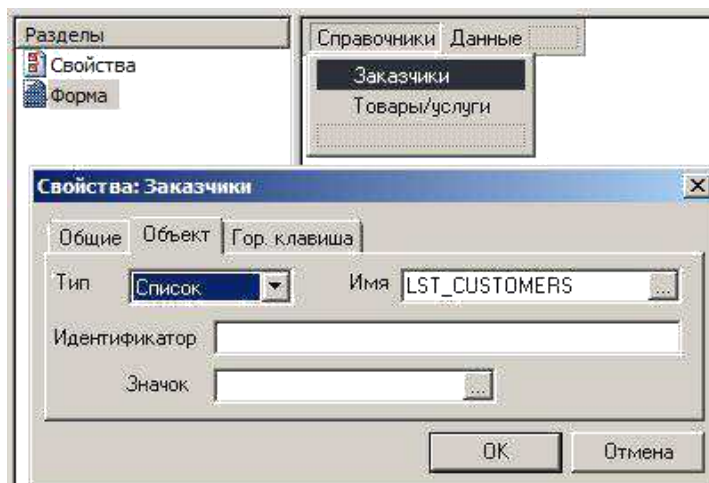 Разделы
Свойства
Форма
Справочники Данные
Заказчики
Товары/услуги
Свойства: Заказчики
Общие Объект Гор. клавиша
Тип Список Имя LST_CUSTOMERS ...
Идентификатор
Значок ...
OK Отмена